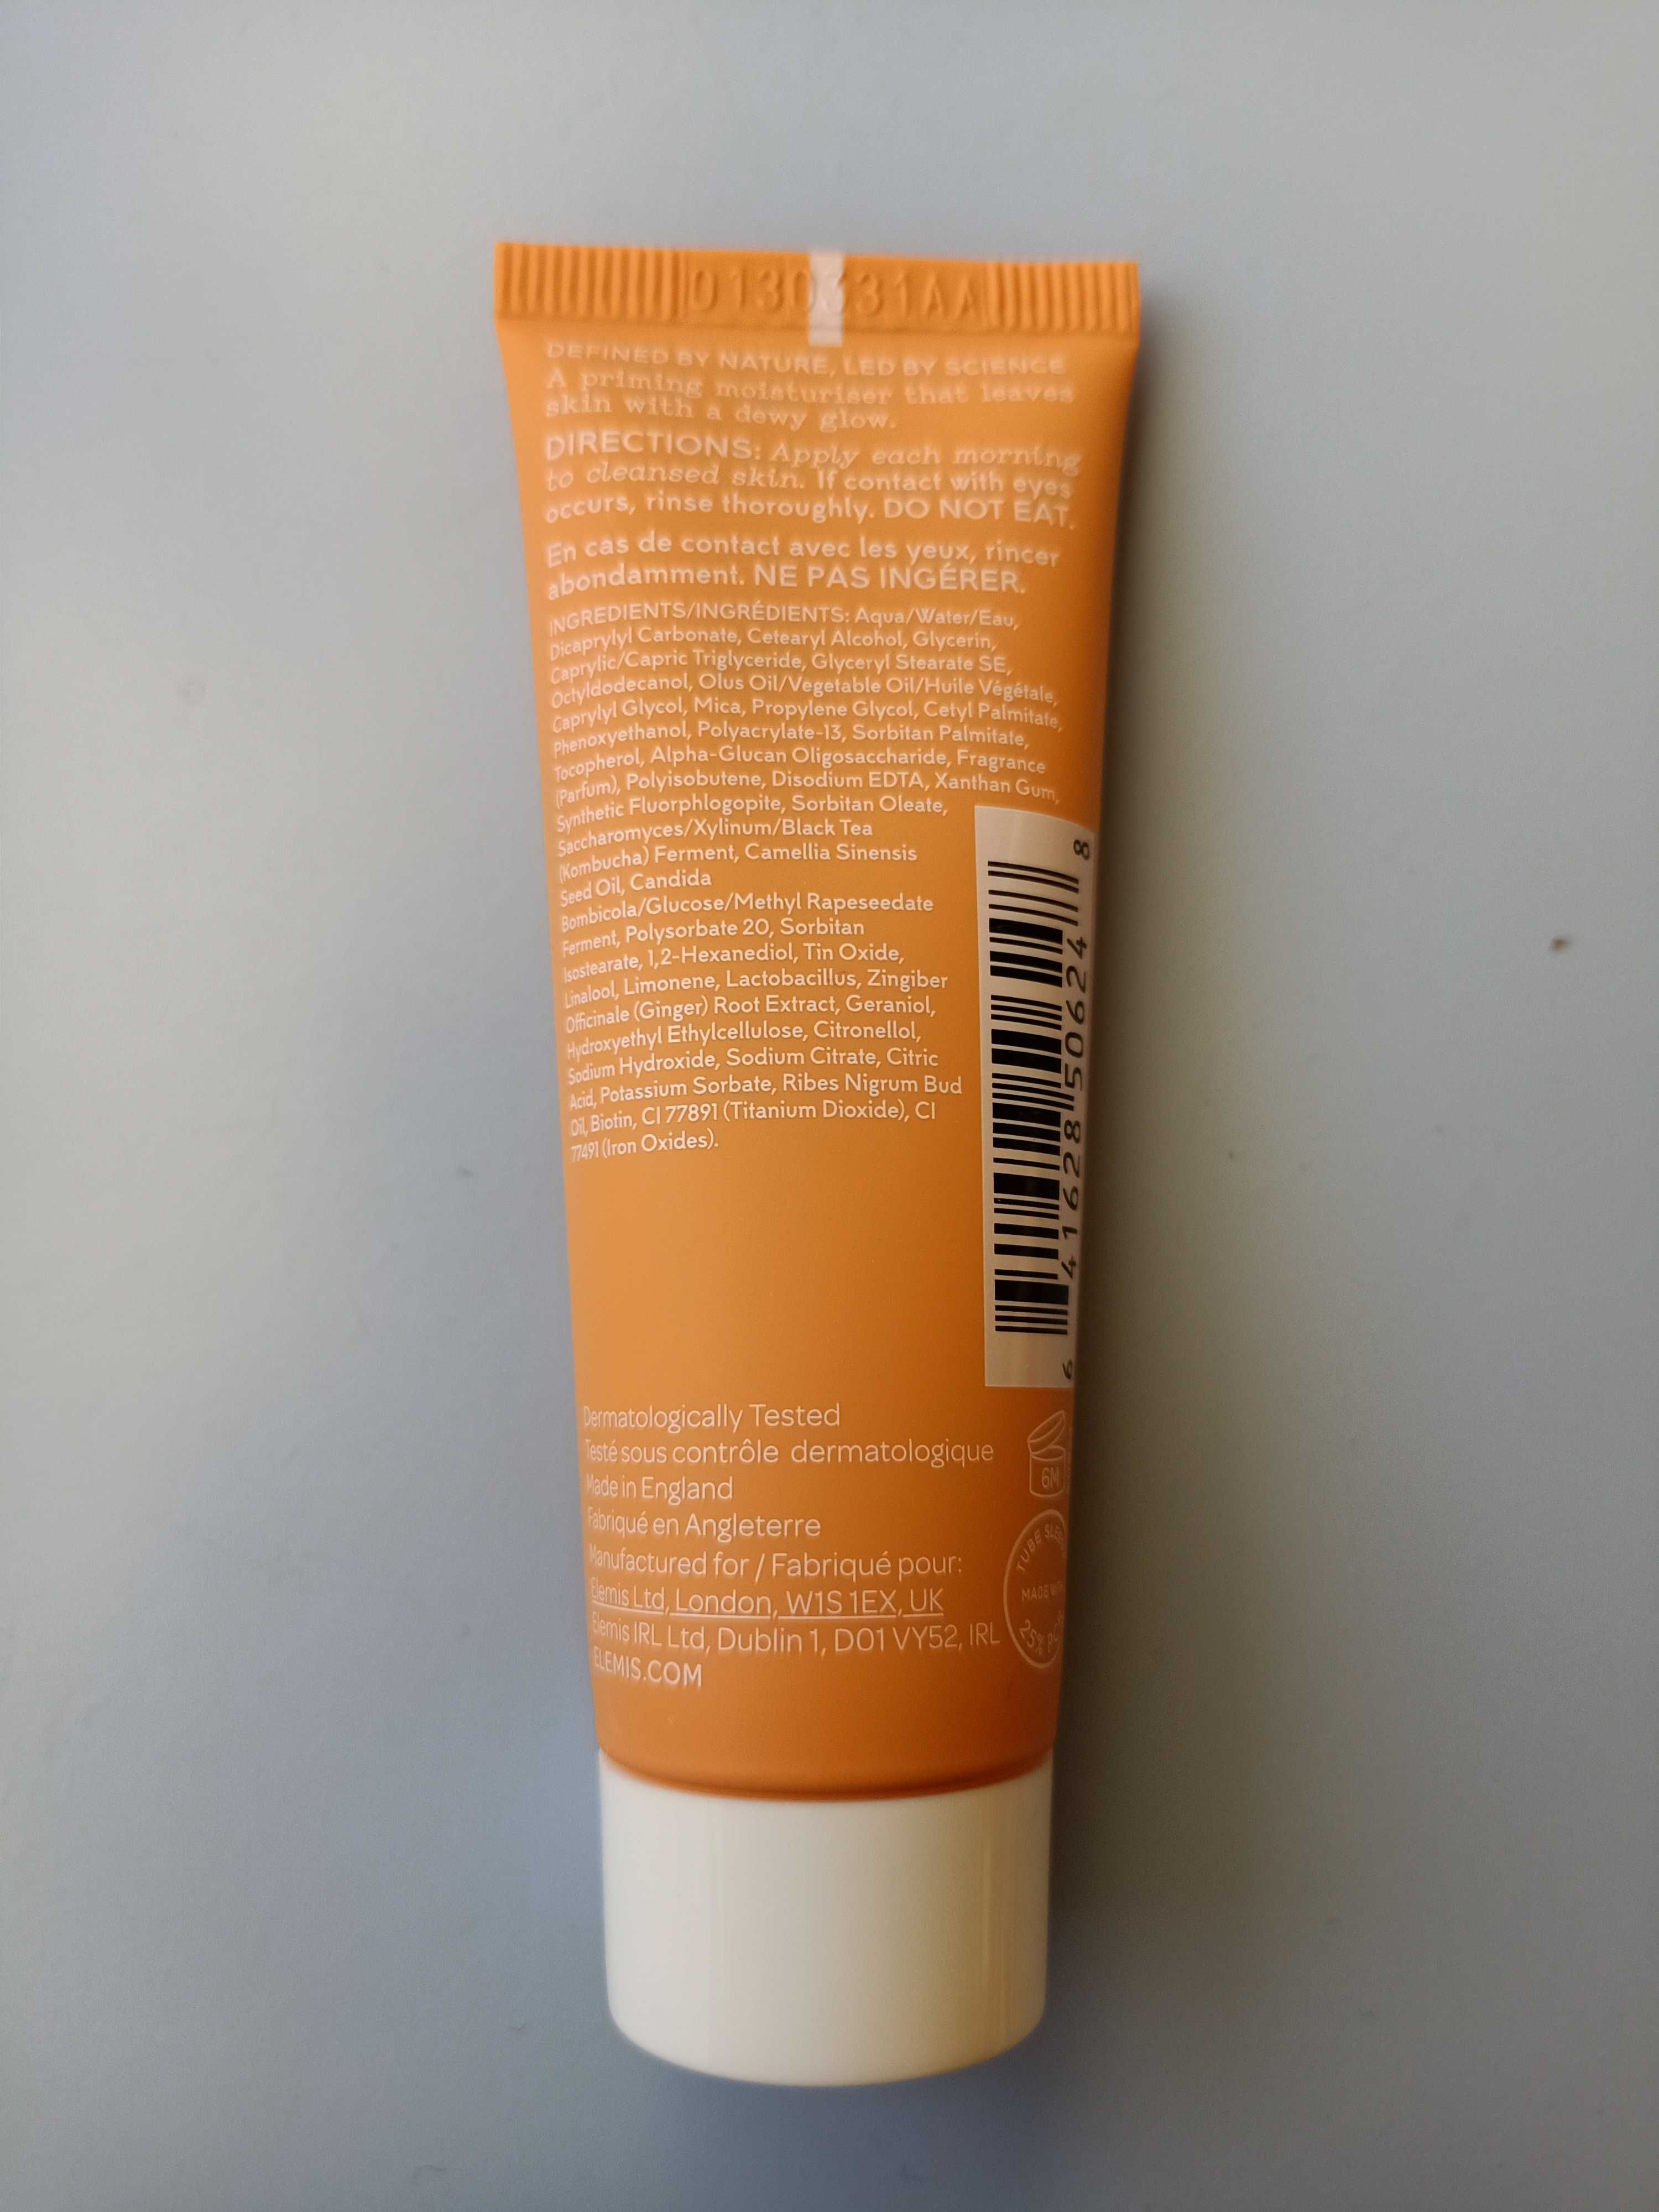 0130331AA
DEFINED BY NATURE, LED BY SCIENCE
A priming moisturiser that leaves
skin with a dewy glow.
DIRECTIONS: Apply each morning
to cleansed skin. If contact with eyes
occurs, rinse thoroughly. DO NOT EAT.
En cas de contact avec les yeux, rincer
abondamment. NE PAS INGÉRER.
INGREDIENTS/INGRÉDIENTS: Aqua/Water/Eau,
Dicaprylyl Carbonate, Cetearyl Alcohol, Glycerin,
Caprylic/Capric Triglyceride, Glyceryl Stearate SE,
Octyldodecanol, Olus Oil/Vegetable Oil/Huile Végétale,
Caprylyl Glycol, Mica, Propylene Glycol, Cetyl Palmitate,
Phenoxyethanol, Polyacrylate-13, Sorbitan Palmitate,
Tocopherol, Alpha-Glucan Oligosaccharide, Fragrance
(Parfum), Polyisobutene, Disodium EDTA, Xanthan Gum,
Synthetic Fluorphlogopite, Sorbitan Oleate,
Saccharomyces/Xylinum/Black Tea
(Kombucha) Ferment, Camellia Sinensis
Seed Oil, Candida
Bombicola/Glucose/Methyl Rapeseedate
Ferment, Polysorbate 20, Sorbitan
Isostearate, 1,2-Hexanediol, Tin Oxide,
Linalool, Limonene, Lactobacillus, Zingiber
Officinale (Ginger) Root Extract, Geraniol,
Hydroxyethyl Ethylcellulose, Citronellol,
Sodium Hydroxide, Sodium Citrate, Citric
Acid, Potassium Sorbate, Ribes Nigrum Bud
Oil, Biotin, CI 77891 (Titanium Dioxide), CI
77491 (Iron Oxides).
6 41628 50624 8
Dermatologically Tested
Testé sous contrôle dermatologique
Made in England
Fabriqué en Angleterre
Manufactured for / Fabriqué pour:
Elemis Ltd, London, W1S 1EX, UK
Elemis IRL Ltd, Dublin 1, D01 VY52, IRL
ELEMIS.COM
6M
TUBE
MADE
25%